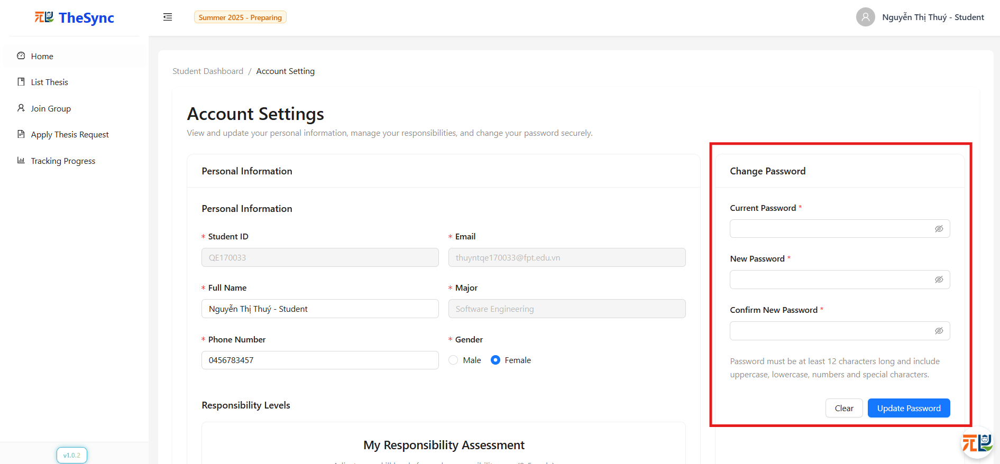 TheSync
Summer 2025 - Preparing
Nguyễn Thị Thuý - Student
Home
List Thesis
Join Group
Apply Thesis Request
Tracking Progress
v1.0.2
Student Dashboard / Account Setting
Account Settings
View and update your personal information, manage your responsibilities, and change your password securely.
Personal Information
Personal Information
* Student ID
QE170033
* Email
thuyntqe170033@fpt.edu.vn
* Full Name
Nguyễn Thị Thuý - Student
* Major
Software Engineering
* Phone Number
0456783457
* Gender
Male
Female
Responsibility Levels
My Responsibility Assessment
Change Password
Current Password *
New Password *
Confirm New Password *
Password must be at least 12 characters long and include
uppercase, lowercase, numbers and special characters.
Clear
Update Password